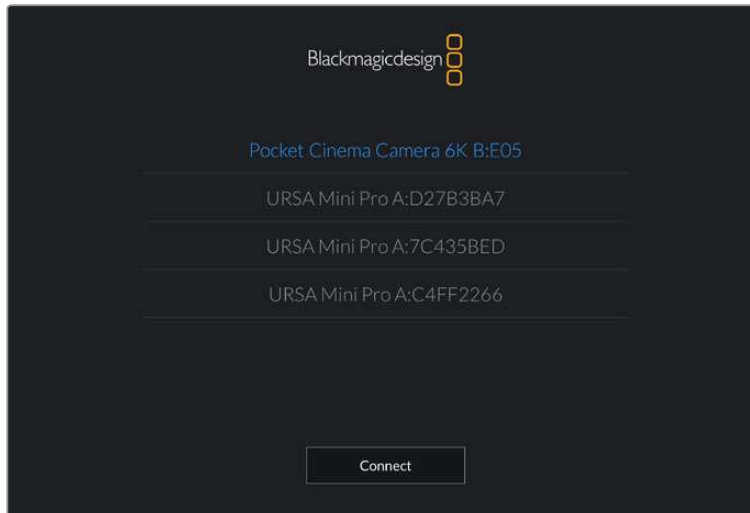 Blackmagicdesign
Pocket Cinema Camera 6K B:E05
URSA Mini Pro A:D27B3BA7
URSA Mini Pro A:7C435BED
URSA Mini Pro A:C4FF2266
Connect